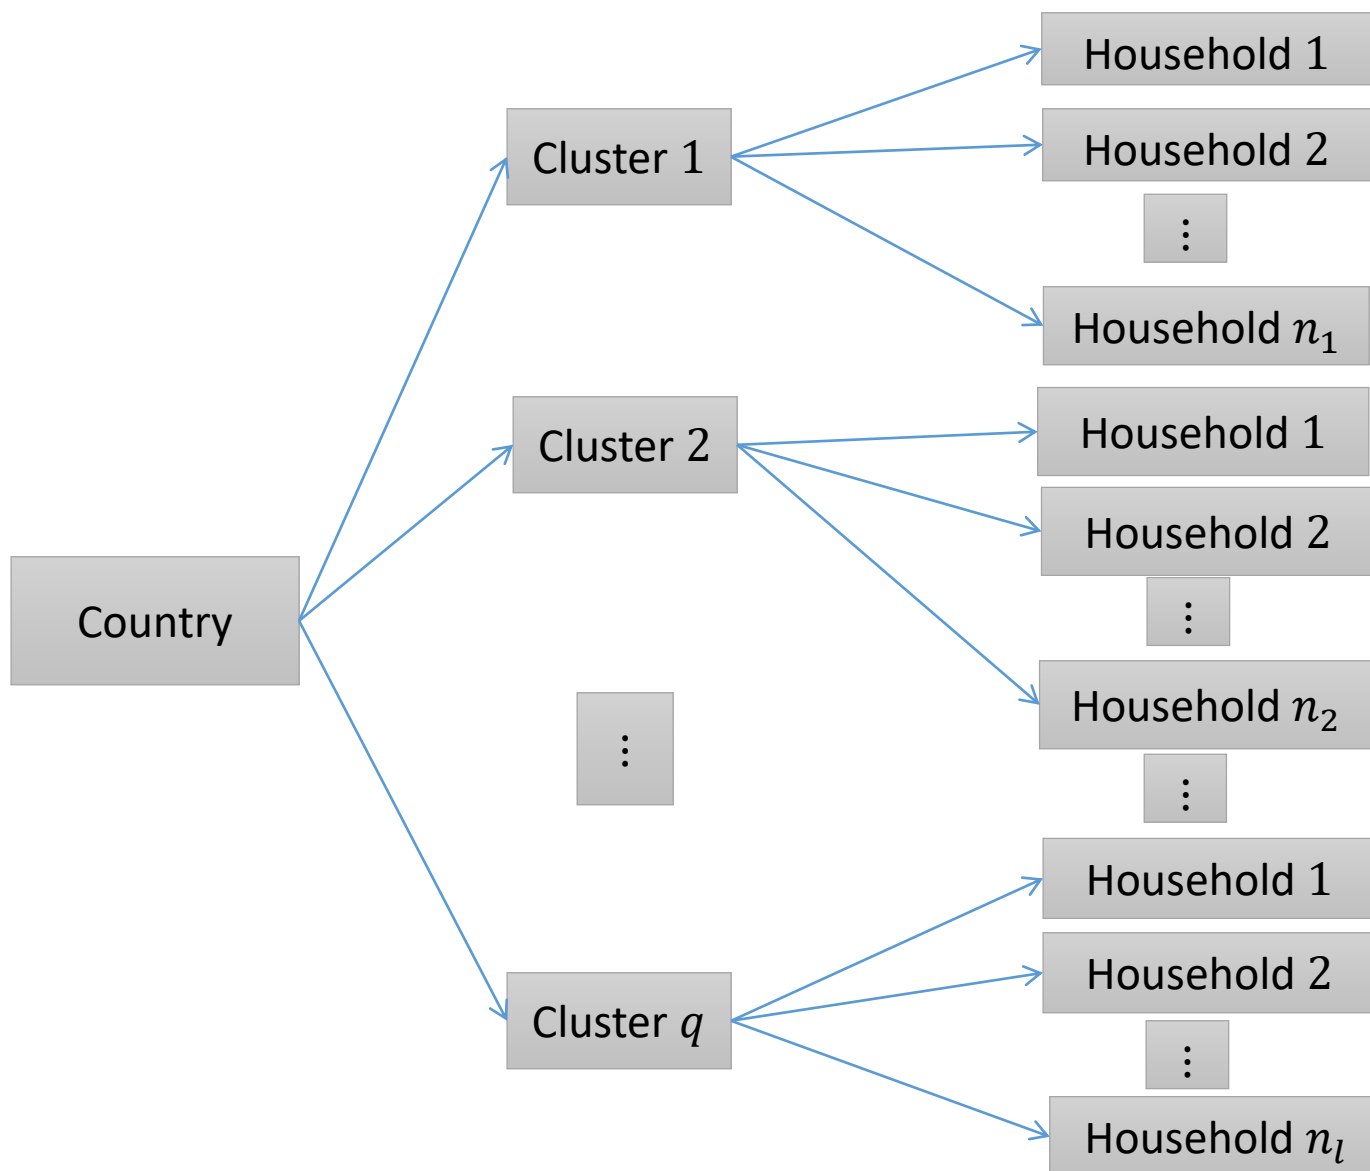 Household 1
Cluster 1
Household 2
⋮
Household n₁
Cluster 2
Household 1
Household 2
⋮
Country
Household n₂
⋮
⋮
Household 1
Cluster q
Household 2
⋮
Household nₗ